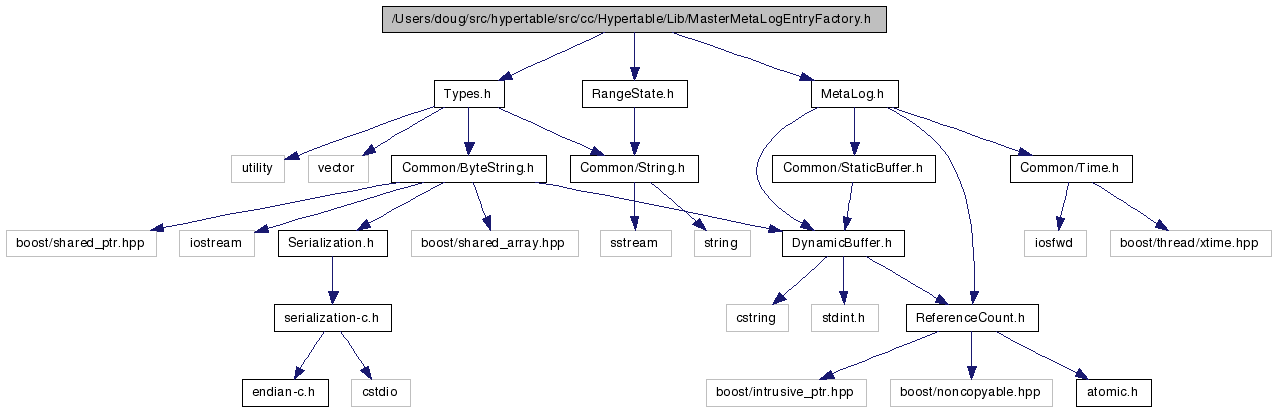 /Users/doug/src/hypertable/src/cc/Hypertable/Lib/MasterMetaLogEntryFactory.h
Types.h
RangeState.h
MetaLog.h
utility
vector
Common/ByteString.h
Common/String.h
Common/StaticBuffer.h
Common/Time.h
boost/shared_ptr.hpp
iostream
Serialization.h
boost/shared_array.hpp
sstream
string
DynamicBuffer.h
iosfwd
boost/thread/xtime.hpp
serialization-c.h
cstring
stdint.h
ReferenceCount.h
endian-c.h
cstdio
boost/intrusive_ptr.hpp
boost/noncopyable.hpp
atomic.h